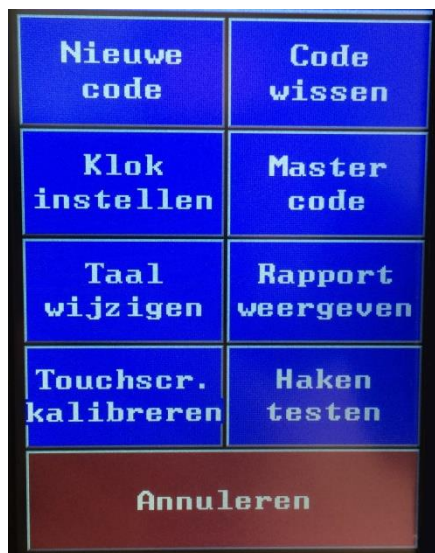 Nieuwe
code
Code
wissen
Klok
instellen
Master
code
Taal
wijzigen
Rapport
weergeven
Touchscr.
kalibreren
Haken
testen
Annuleren